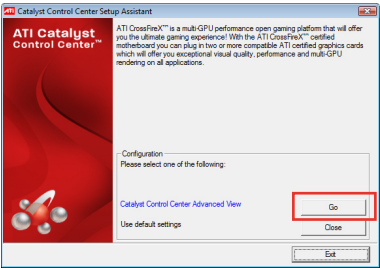 ATI Catalyst Control Center Setup Assistant
ATI Catalyst
Control Center™
ATI CrossFireX™ is a multi-GPU performance open gaming platform that will offer
you the ultimate gaming experience! With the ATI CrossFireX™ certified
motherboard you can plug in two or more compatible ATI certified graphics cards
which will offer you exceptional visual quality, performance and multi-GPU
rendering on all applications.
Configuration
Please select one of the following:
Catalyst Control Center Advanced View
Go
Use default settings
Close
Exit